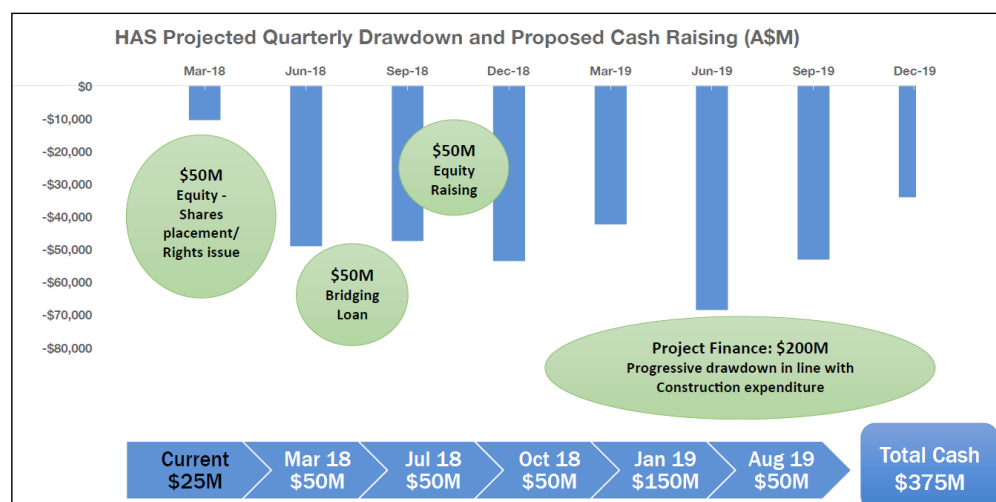 HAS Projected Quarterly Drawdown and Proposed Cash Raising (A$M)
Mar-18 Jun-18 Sep-18 Dec-18 Mar-19 Jun-19 Sep-19 Dec-19
$0
-$10,000
-$20,000
-$30,000
-$40,000
-$50,000
-$60,000
-$70,000
-$80,000
$50M
Equity -
Shares
placement/
Rights issue
$50M
Bridging
Loan
$50M
Equity
Raising
Project Finance: $200M
Progressive drawdown in line with
Construction expenditure
Current
$25M
Mar 18
$50M
Jul 18
$50M
Oct 18
$50M
Jan 19
$150M
Aug 19
$50M
Total Cash
$375M